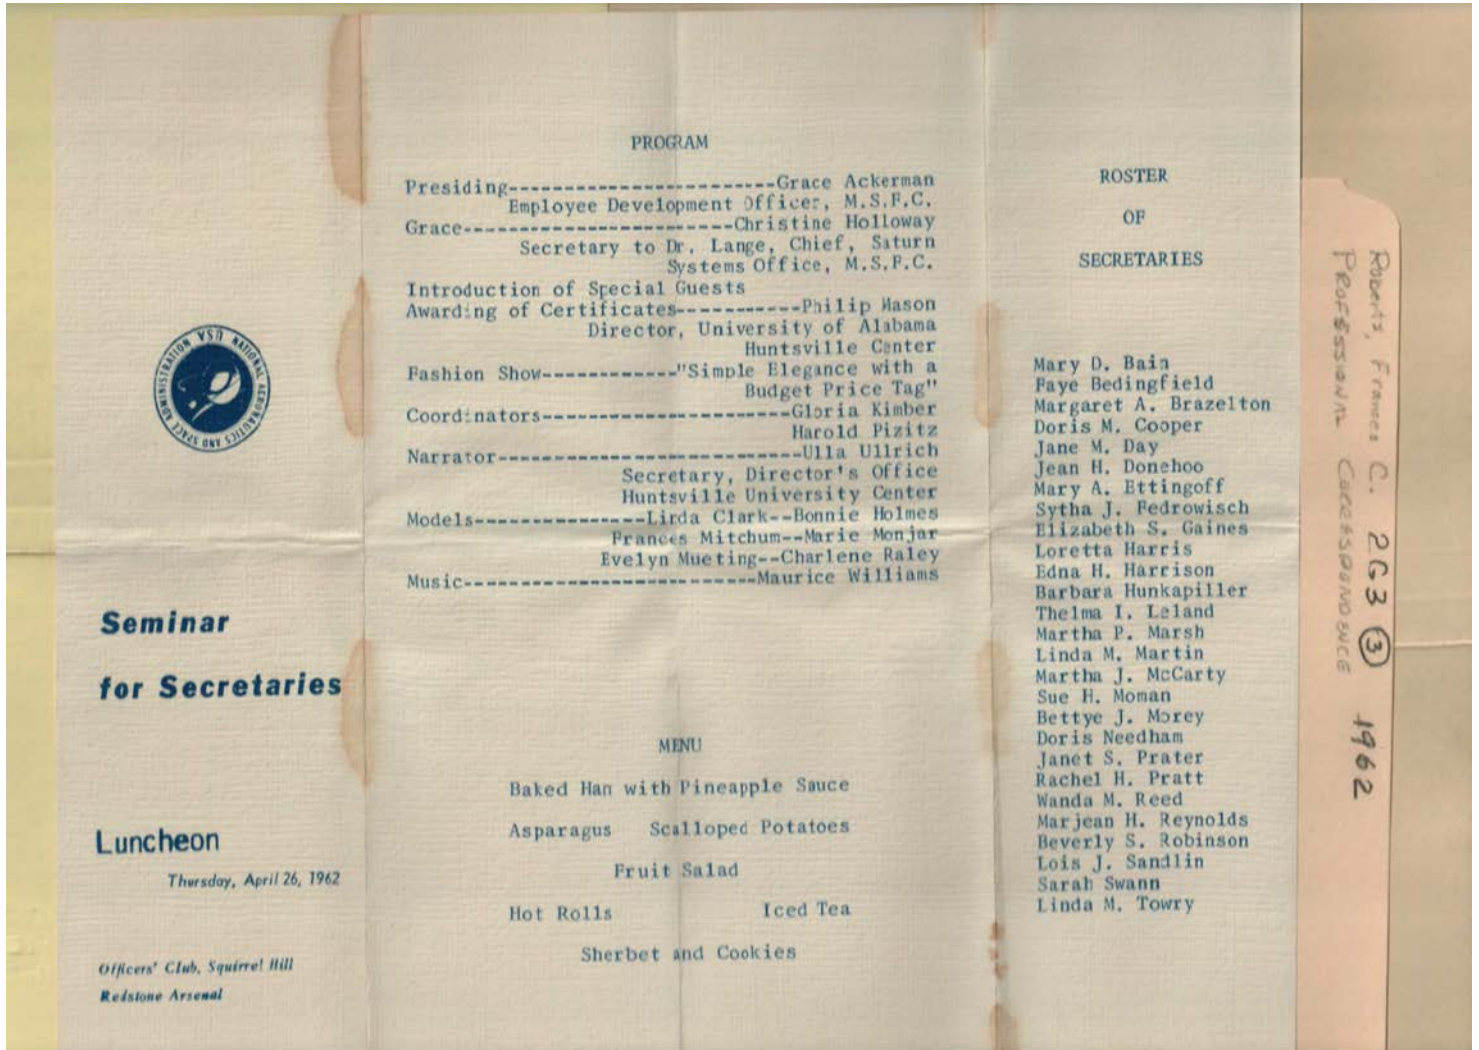 NATIONAL AERONAUTICS AND SPACE ADMINISTRATION USA
Seminar
for Secretaries
Luncheon
Thursday, April 26, 1962
Officers' Club, Squirrel Hill
Redstone Arsenal
PROGRAM
Presiding------------------------Grace Ackerman
Employee Development Officer, M.S.F.C.
Grace------------------------Christine Holloway
Secretary to Dr. Lange, Chief, Saturn
Systems Office, M.S.F.C.
Introduction of Special Guests
Awarding of Certificates-----------Philip Mason
Director, University of Alabama
Huntsville Center
Fashion Show------------"Simple Elegance with a
Budget Price Tag"
Coordinators-----------------------Gloria Kimber
Harold Pizitz
Narrator----------------------------Ulla Ullrich
Secretary, Director's Office
Huntsville University Center
Models---------------Linda Clark--Bonnie Holmes
Frances Mitchum--Marie Monjar
Evelyn Mueting--Charlene Raley
Music--------------------------Maurice Williams
MENU
Baked Ham with Pineapple Sauce
Asparagus Scalloped Potatoes
Fruit Salad
Hot Rolls Iced Tea
Sherbet and Cookies
ROSTER
OF
SECRETARIES
Mary D. Bain
Faye Bedingfield
Margaret A. Brazelton
Doris M. Cooper
Jane M. Day
Jean H. Donehoo
Mary A. Ettingoff
Sytha J. Fedrowisch
Elizabeth S. Gaines
Loretta Harris
Edna H. Harrison
Barbara Hunkapiller
Thelma I. Leland
Martha P. Marsh
Linda M. Martin
Martha J. McCarty
Sue H. Moman
Bettye J. Morey
Doris Needham
Janet S. Prater
Rachel H. Pratt
Wanda M. Reed
Marjean H. Reynolds
Beverly S. Robinson
Lois J. Sandlin
Sarah Swann
Linda M. Towry
Roberts, Frances C. 2G3 (3) 1962
PROFESSIONAL CORRESPONDENCE